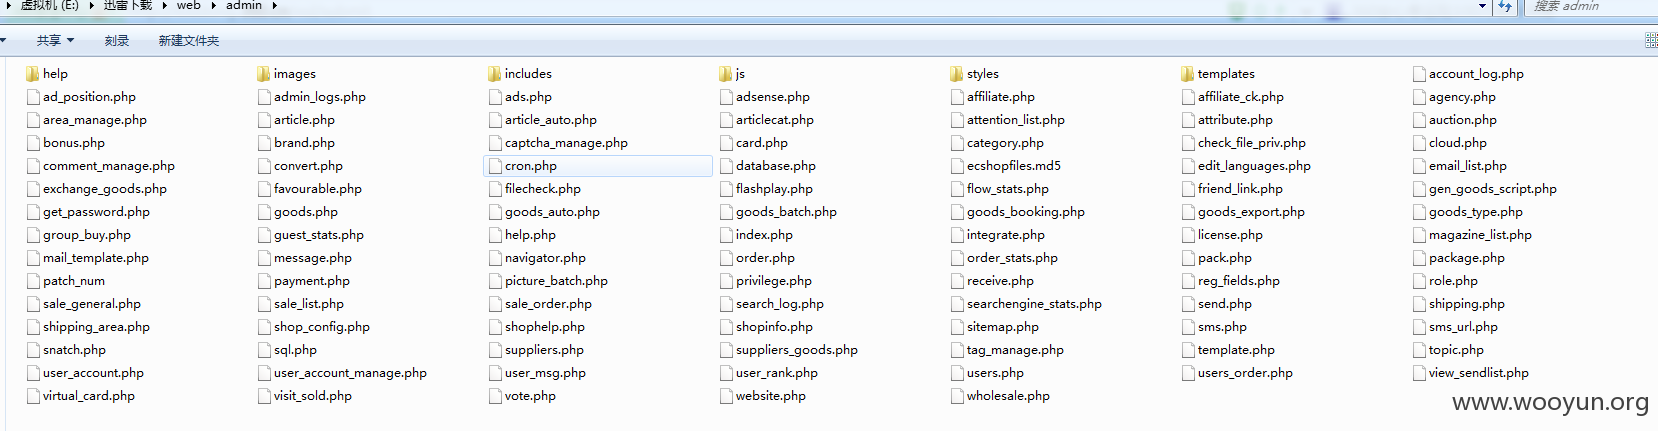 虚拟机 (E:) ▸ 迅雷下载 ▸ web ▸ admin ▸ 搜索 admin
共享 刻录 新建文件夹
help images includes js styles templates account_log.php
ad_position.php admin_logs.php ads.php adsense.php affiliate.php affiliate_ck.php agency.php
area_manage.php article.php article_auto.php articlecat.php attention_list.php attribute.php auction.php
bonus.php brand.php captcha_manage.php card.php category.php check_file_priv.php cloud.php
comment_manage.php convert.php cron.php database.php ecshopfiles.md5 edit_languages.php email_list.php
exchange_goods.php favourable.php filecheck.php flashplay.php flow_stats.php friend_link.php gen_goods_script.php
get_password.php goods.php goods_auto.php goods_batch.php goods_booking.php goods_export.php goods_type.php
group_buy.php guest_stats.php help.php index.php integrate.php license.php magazine_list.php
mail_template.php message.php navigator.php order.php order_stats.php pack.php package.php
patch_num payment.php picture_batch.php privilege.php receive.php reg_fields.php role.php
sale_general.php sale_list.php sale_order.php search_log.php searchengine_stats.php send.php shipping.php
shipping_area.php shop_config.php shophelp.php shopinfo.php sitemap.php sms.php sms_url.php
snatch.php sql.php suppliers.php suppliers_goods.php tag_manage.php template.php topic.php
user_account.php user_account_manage.php user_msg.php user_rank.php users.php users_order.php view_sendlist.php
virtual_card.php visit_sold.php vote.php website.php wholesale.php
www.wooyun.org